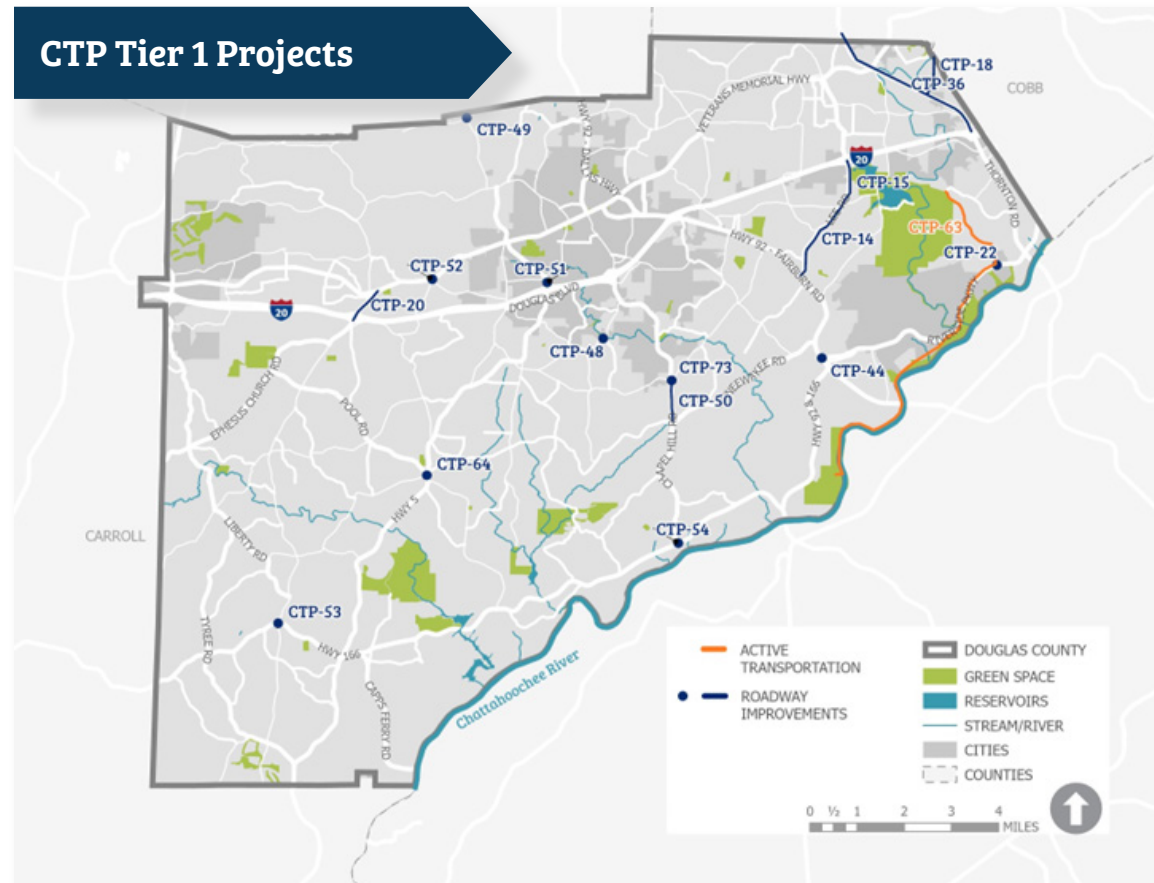 CTP Tier 1 Projects
CTP-18
CTP-36
COBB
VETERANS MEMORIAL HWY
HWY 92 - DALLAS HWY
CTP-49
20
THORNTON RD
CTP-15
CTP-63
CTP-14
CTP-22
HWY 92 - FAIRBURN RD
CTP-52
CTP-51
DOUGLAS BLVD
CTP-20
20
CTP-48
CTP-73
CTP-50
CTP-44
HWY 92 & 166
EPHESUS CHURCH RD
POOL RD
CTP-64
CHAPEL HILL RD
HWY 5
CARROLL
LIBERTY RD
CTP-54
CTP-53
TYREE RD
HWY 166
CAPPS FERRY RD
Chattahoochee River
ACTIVE
TRANSPORTATION
ROADWAY
IMPROVEMENTS
DOUGLAS COUNTY
GREEN SPACE
RESERVOIRS
STREAM/RIVER
CITIES
COUNTIES
0 ½ 1 2 3 4
MILES